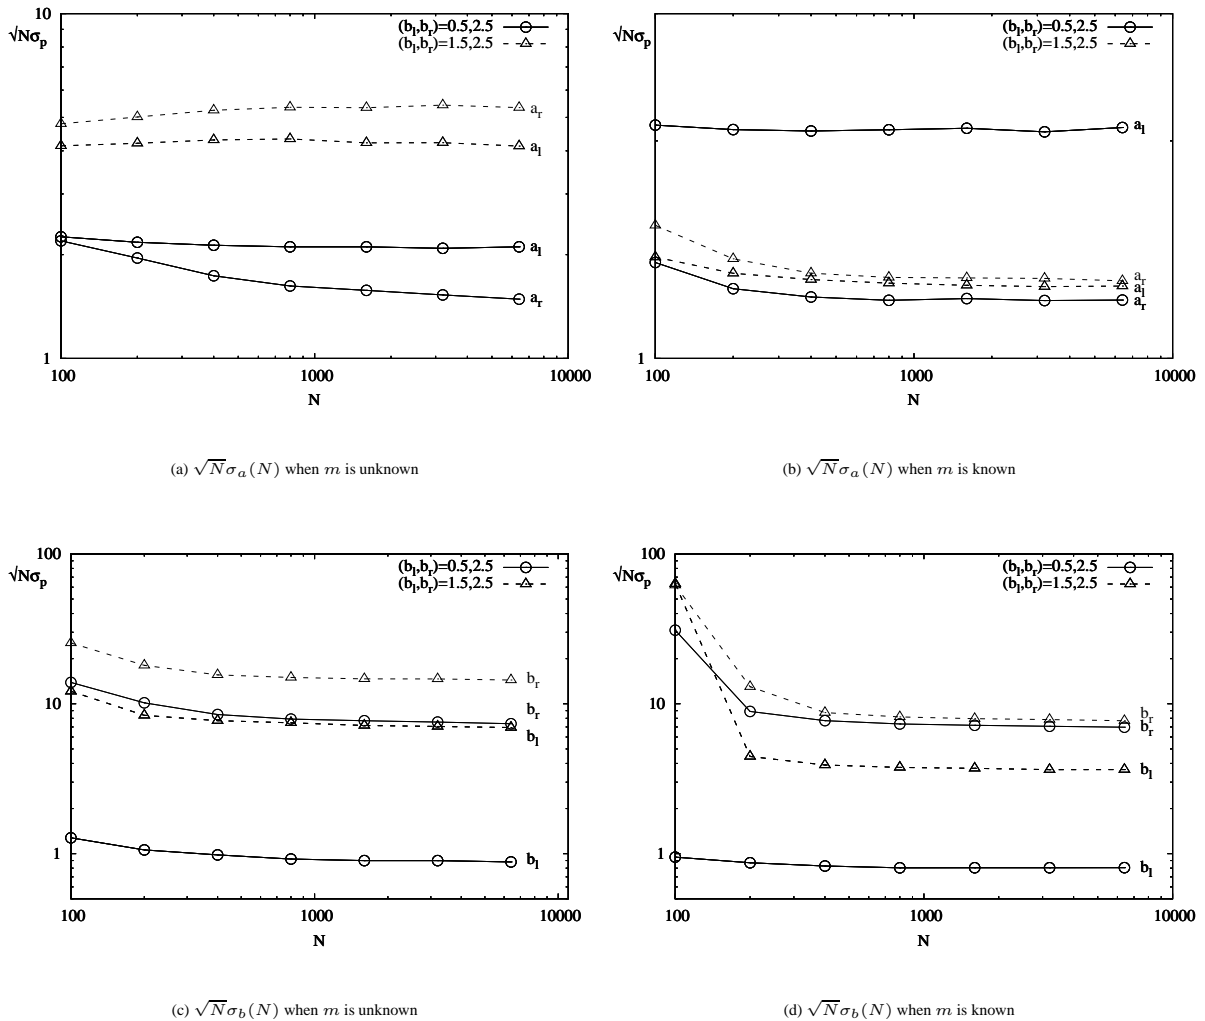 10
√Nσp
(bl,br)=0.5,2.5
(bl,br)=1.5,2.5
ar
al
al
ar
1
100 1000 10000
N
(a) √Nσa(N) when m is unknown
10
√Nσp
(bl,br)=0.5,2.5
(bl,br)=1.5,2.5
al
ar
al
ar
1
100 1000 10000
N
(b) √Nσa(N) when m is known
100
√Nσp
(bl,br)=0.5,2.5
(bl,br)=1.5,2.5
br
10
br
bl
1
bl
100 1000 10000
N
(c) √Nσb(N) when m is unknown
100
√Nσp
(bl,br)=0.5,2.5
(bl,br)=1.5,2.5
10
br
br
bl
1
bl
100 1000 10000
N
(d) √Nσb(N) when m is known